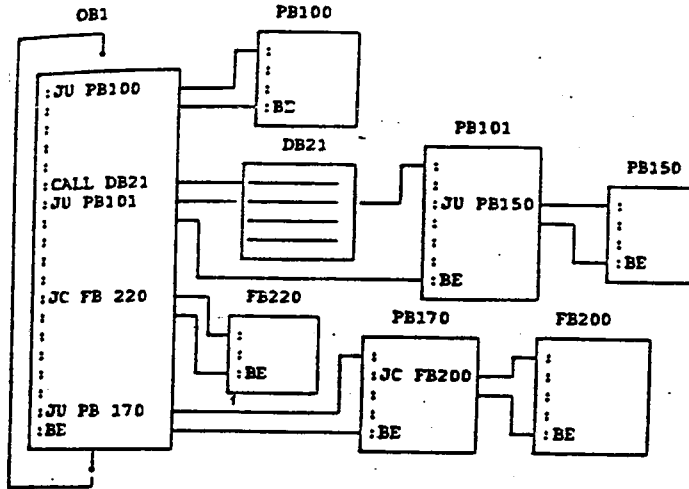 OB1
:JU PB100
:
:
:
:
:CALL DB21
:JU PB101
:
:
:
:
:JC FB 220
:
:
:
:
:
:JU PB 170
:BE
PB100
:
:
:
:BE
DB21
PB101
:
:
:JU PB150
:
:
:
:BE
PB150
:
:
:
:BE
FB220
:
:
:BE
PB170
:
:JC FB200
:
:
:BE
FB200
:
:
:
:
:BE